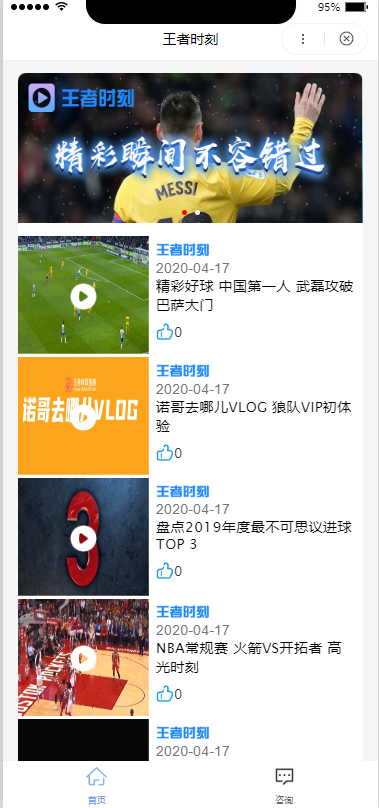 95%
王者时刻
王者时刻
精彩瞬间不容错过
MESSI
王者时刻
2020-04-17
精彩好球 中国第一人 武磊攻破
巴萨大门
0
诺哥去哪儿VLOG
王者时刻
2020-04-17
诺哥去哪儿VLOG 狼队VIP初体
验
0
3
王者时刻
2020-04-17
盘点2019年度最不可思议进球
TOP 3
0
王者时刻
2020-04-17
NBA常规赛 火箭VS开拓者 高
光时刻
0
王者时刻
2020-04-17
首页
咨询